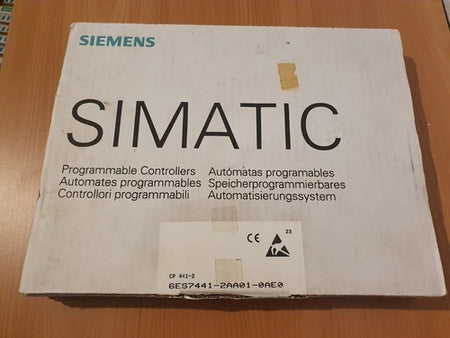 SIEMENS
SIMATIC
Programmable Controllers
Automates programmables
Controllori programmabili
Autómatas programables
Speicherprogrammierbares
Automatisierungssystem
CE
23
CP 441-2
6ES7441-2AA01-0AE0